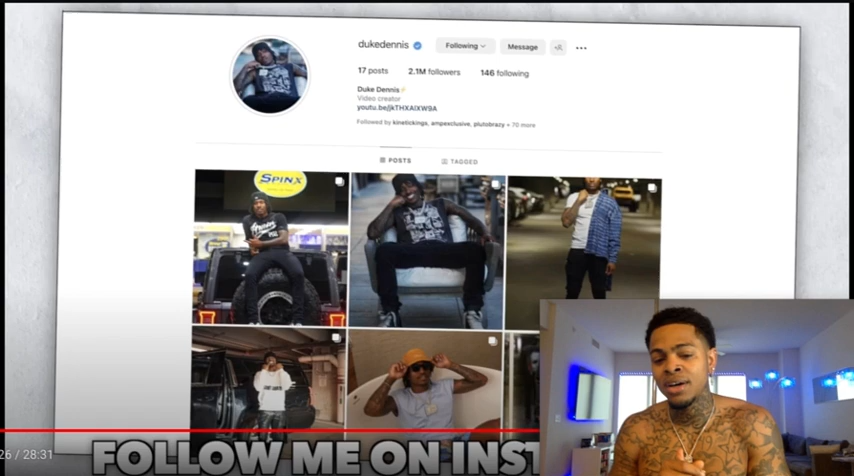 dukedennis
Following
Message
17 posts
2.1M followers
146 following
Duke Dennis⚡
Video creator
youtu.be/jkTHXAIXW9A
Followed by kinetickings, ampexclusive, plutobrazy + 70 more
POSTS
TAGGED
SPINX
26 / 28:31
FOLLOW ME ON INST